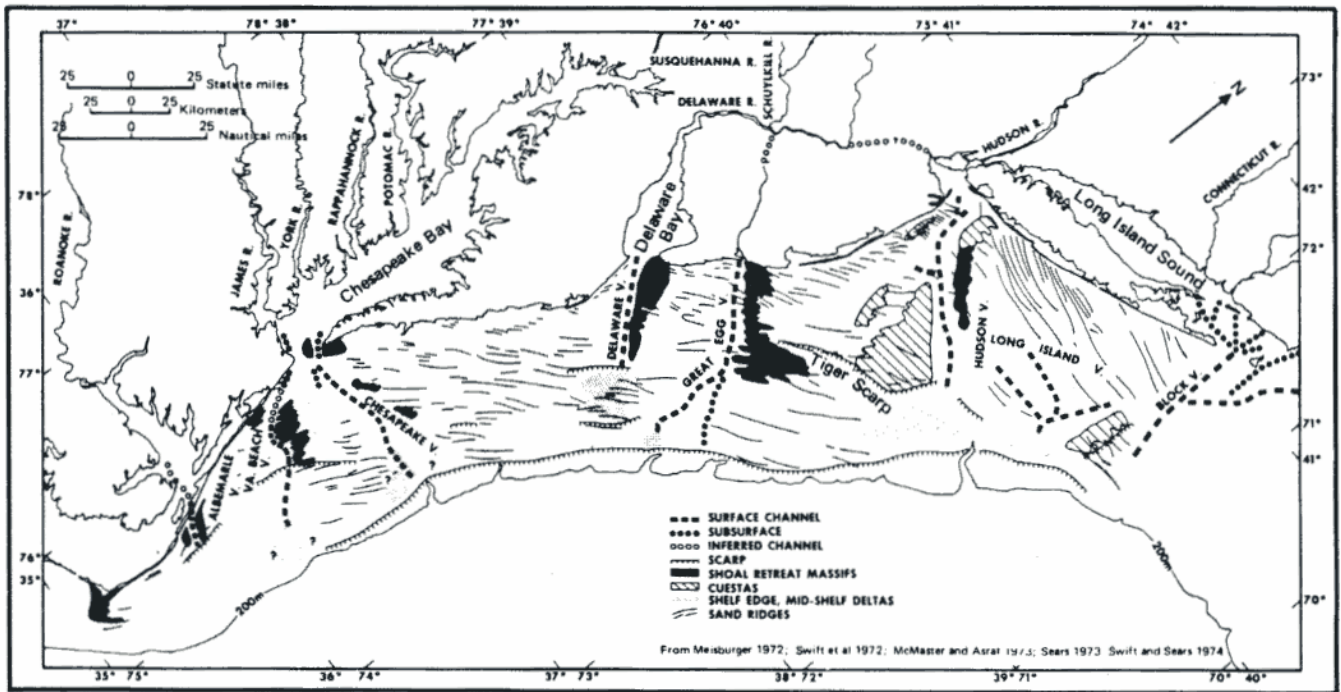 37° 78° 38° 77° 39° 76° 40° 75° 41° 74° 42°
25 0 25 Statute miles
25 0 25 Kilometers
25 0 25 Nautical miles
SUSQUEHANNA R.
DELAWARE R.
SCHUYLKILL R.
HUDSON R.
N
CONNECTICUT R.
73°
78°
42°
ROANOKE R.
JAMES R.
YORK R.
RAPPAHANNOCK R.
POTOMAC R.
Chesapeake Bay
Delaware Bay
Long Island Sound
72°
36°
DELAWARE V.
GREAT EGG V.
HUDSON V.
LONG ISLAND V.
BLOCK V.
Tiger Scarp
77°
CHESAPEAKE V.
?
?
ALBEMARLE V.
VA. BEACH V.
71°
41°
? ?
76°
35°
200m
200m
70°
SURFACE CHANNEL
SUBSURFACE
INFERRED CHANNEL
SCARP
SHOAL RETREAT MASSIFS
CUESTAS
SHELF EDGE, MID-SHELF DELTAS
SAND RIDGES
From Meisburger 1972; Swift et al 1972; McMaster and Asraf 1973; Sears 1973 Swift and Sears 1974
35° 75° 36° 74° 37° 73° 38° 72° 39° 71° 70° 40°